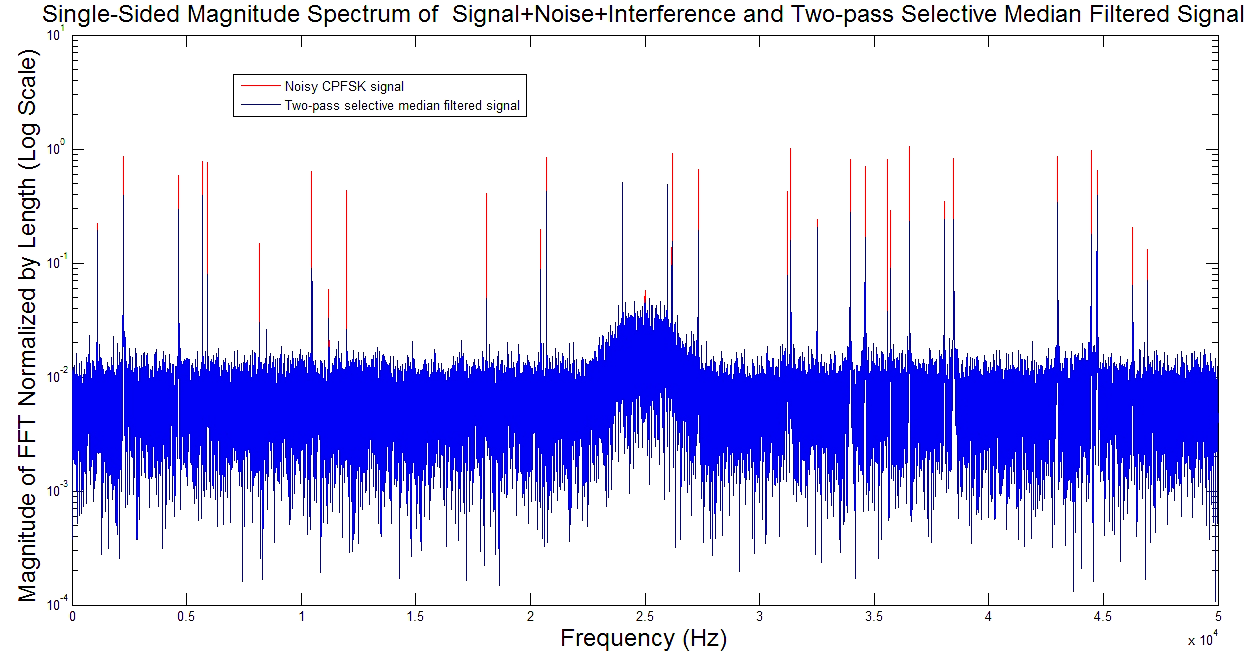 Single-Sided Magnitude Spectrum of  Signal+Noise+Interference and Two-pass Selective Median Filtered Signal
Magnitude of FFT Normalized by Length (Log Scale)
10^1
10^0
10^-1
10^-2
10^-3
10^-4
Noisy CPFSK signal
Two-pass selective median filtered signal
0 0.5 1 1.5 2 2.5 3 3.5 4 4.5 5
x 10^4
Frequency (Hz)